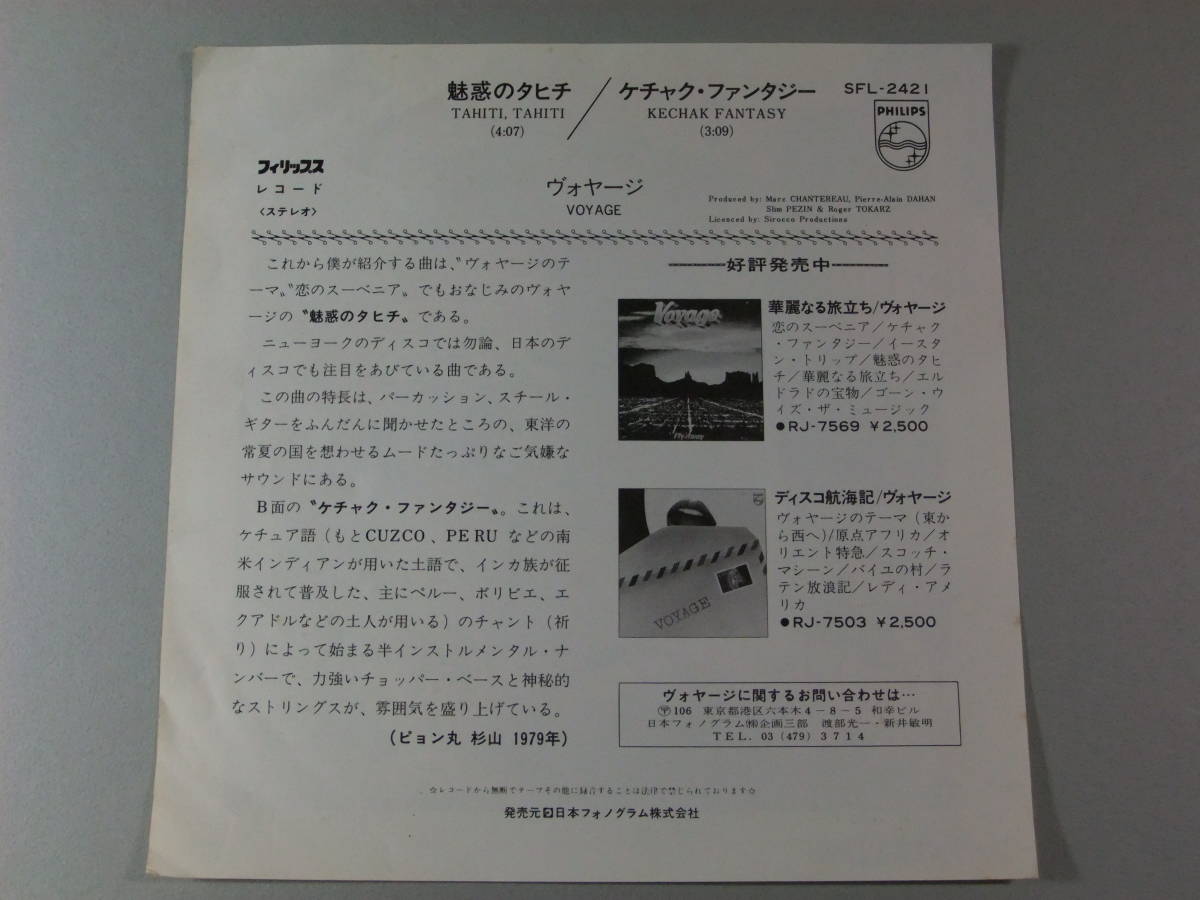 魅惑のタヒチ
TAHITI, TAHITI
(4:07)
ケチャク・ファンタジー
KECHAK FANTASY
(3:09)
SFL-2421
PHILIPS
フィリップス
レコード
〈ステレオ〉
ヴォヤージ
VOYAGE
Produced by: Marc CHANTEREAU, Pierre-Alain DAHAN
Slim PEZIN & Roger TOKARZ
Licenced by: Sirocco Productions
これから僕が紹介する曲は、〝ヴォヤージのテ
ーマ〟〝恋のスーベニア〟でもおなじみのヴォヤ
ージの〝魅惑のタヒチ〟である。
ニューヨークのディスコでは勿論、日本のデ
ィスコでも注目をあびている曲である。
この曲の特長は、パーカッション、スチール・
ギターをふんだんに聞かせたところの、東洋の
常夏の国を想わせるムードたっぷりなご気嫌な
サウンドにある。
B面の〝ケチャク・ファンタジー〟。これは、
ケチュア語(もとCUZCO、PERUなどの南
米インディアンが用いた土語で、インカ族が征
服されて普及した、主にペルー、ボリビエ、エ
クアドルなどの土人が用いる)のチャント(祈
り)によって始まる半インストルメンタル・ナ
ンバーで、力強いチョッパー・ベースと神秘的
なストリングスが、雰囲気を盛り上げている。
(ピョン丸 杉山 1979年)
好評発売中
Voyage
Fly Away
華麗なる旅立ち/ヴォヤージ
恋のスーベニア/ケチャク
・ファンタジー/イースタ
ン・トリップ/魅惑のタヒ
チ/華麗なる旅立ち/エル
ドラドの宝物/ゴーン・ウ
ィズ・ザ・ミュージック
●RJ-7569 ¥2,500
VOYAGE
ディスコ航海記/ヴォヤージ
ヴォヤージのテーマ(東か
ら西へ)/原点アフリカ/オ
リエント特急/スコッチ・
マシーン/バイユの村/ラ
テン放浪記/レディ・アメ
リカ
●RJ-7503 ¥2,500
ヴォヤージに関するお問い合わせは…
〶106 東京都港区六本木4-8-5 和幸ビル
日本フォノグラム㈱企画三部 渡部光一・新井敏明
TEL. 03 (479) 3714
☆レコードから無断でテープその他に録音することは法律で禁じられております☆
発売元 日本フォノグラム株式会社